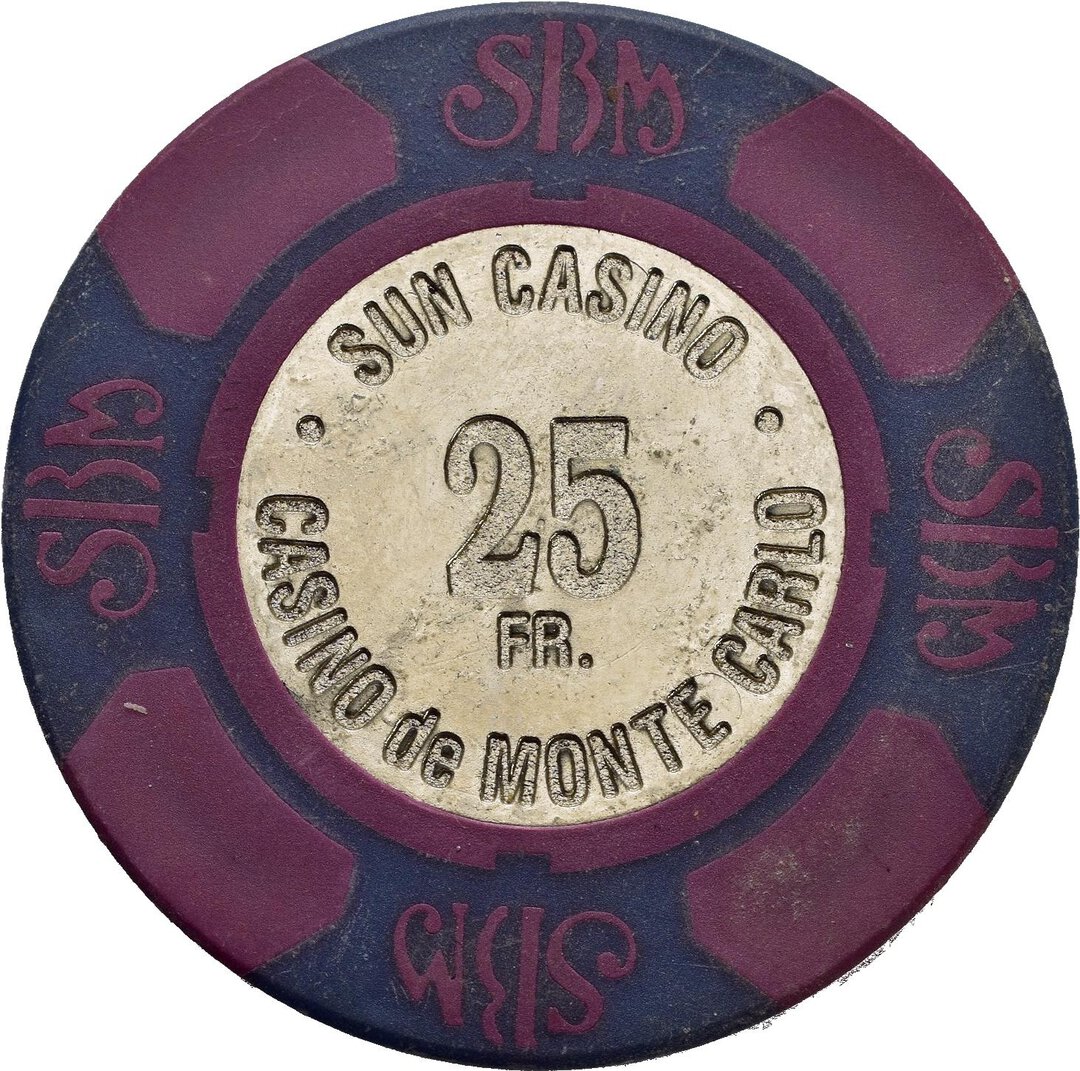 SBM
SUN CASINO
25
FR.
CASINO de MONTE CARLO
SBM
SBM
SBM